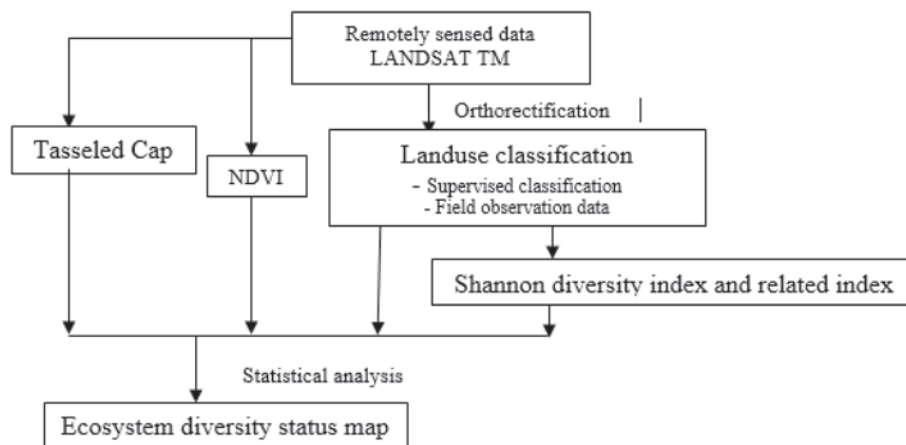 Remotely sensed data
LANDSAT TM
Orthorectification
Tasseled Cap
NDVI
Landuse classification
- Supervised classification
- Field observation data
Shannon diversity index and related index
Statistical analysis
Ecosystem diversity status map